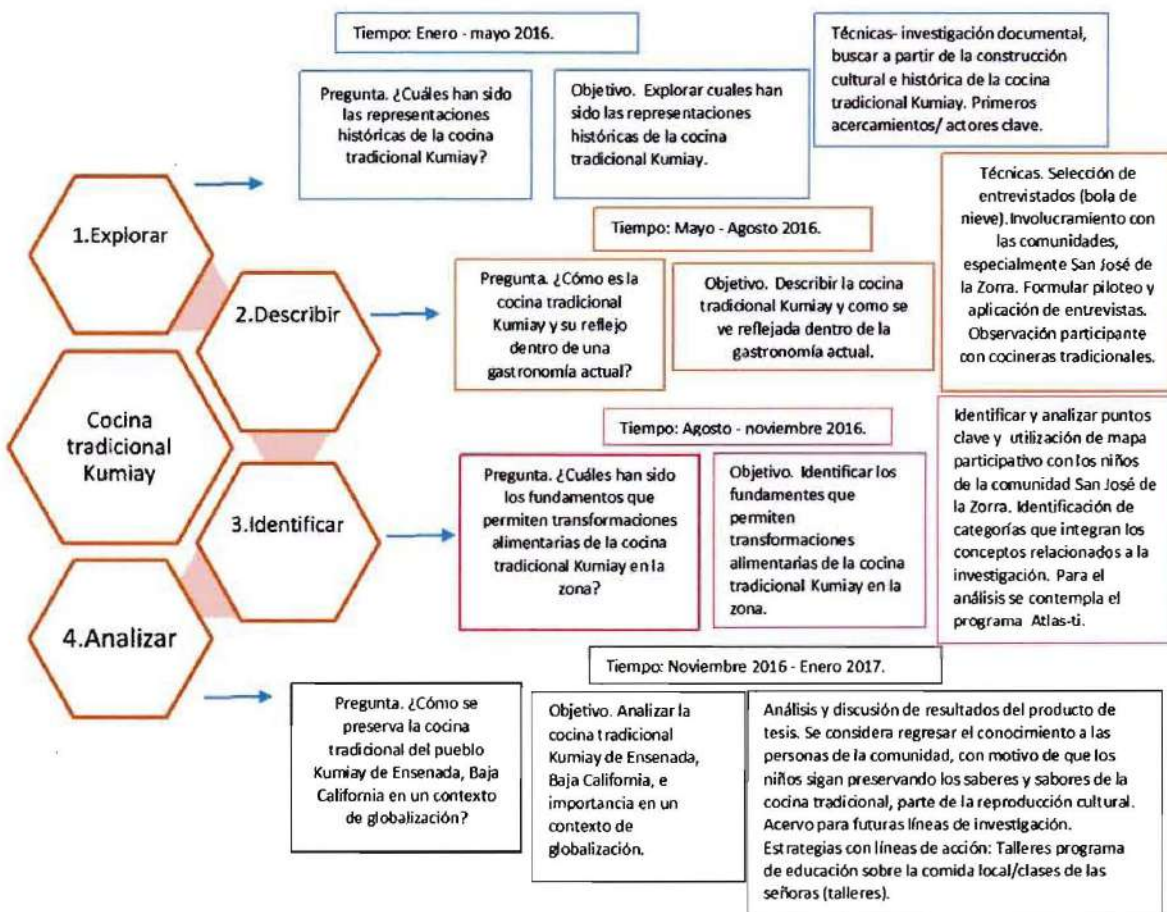 Tiempo: Enero - mayo 2016.
Pregunta. ¿Cuáles han sido
las representaciones
históricas de la cocina
tradicional Kumiay?
Objetivo. Explorar cuales han
sido las representaciones
históricas de la cocina
tradicional Kumiay.
Técnicas- investigación documental,
buscar a partir de la construcción
cultural e histórica de la cocina
tradicional Kumiay. Primeros
acercamientos/ actores clave.
1.Explorar
Tiempo: Mayo - Agosto 2016.
2.Describir
Pregunta. ¿Cómo es la
cocina tradicional
Kumiay y su reflejo
dentro de una
gastronomía actual?
Objetivo. Describir la cocina
tradicional Kumiay y como se
ve reflejada dentro de la
gastronomía actual.
Técnicas. Selección de
entrevistados (bola de
nieve).Involucramiento con
las comunidades,
especialmente San José de
la Zorra. Formular piloteo y
aplicación de entrevistas.
Observación participante
con cocineras tradicionales.
Cocina
tradicional
Kumiay
Tiempo: Agosto - noviembre 2016.
3.Identificar
Pregunta. ¿Cuáles han sido
los fundamentos que
permiten transformaciones
alimentarias de la cocina
tradicional Kumiay en la
zona?
Objetivo. Identificar los
fundamentes que
permiten
transformaciones
alimentarias de la cocina
tradicional Kumiay en la
zona.
Identificar y analizar puntos
clave y utilización de mapa
participativo con los niños
de la comunidad San José de
la Zorra. Identificación de
categorías que integran los
conceptos relacionados a la
investigación. Para el
análisis se contempla el
programa Atlas-ti.
4.Analizar
Tiempo: Noviembre 2016 - Enero 2017.
Pregunta. ¿Cómo se
preserva la cocina
tradicional del pueblo
Kumiay de Ensenada, Baja
California en un contexto
de globalización?
Objetivo. Analizar la
cocina tradicional
Kumiay de Ensenada,
Baja California, e
importancia en un
contexto de
globalización.
Análisis y discusión de resultados del producto de
tesis. Se considera regresar el conocimiento a las
personas de la comunidad, con motivo de que los
niños sigan preservando los saberes y sabores de la
cocina tradicional, parte de la reproducción cultural.
Acervo para futuras líneas de investigación.
Estrategias con líneas de acción: Talleres programa
de educación sobre la comida local/clases de las
señoras (talleres).